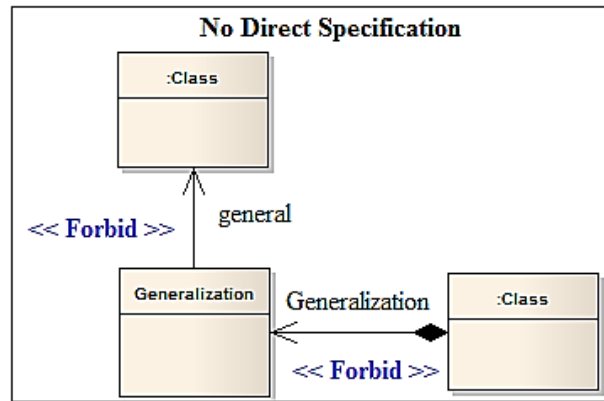 No Direct Specification
:Class
general
<< Forbid >>
Generalization
Generalization
:Class
<< Forbid >>